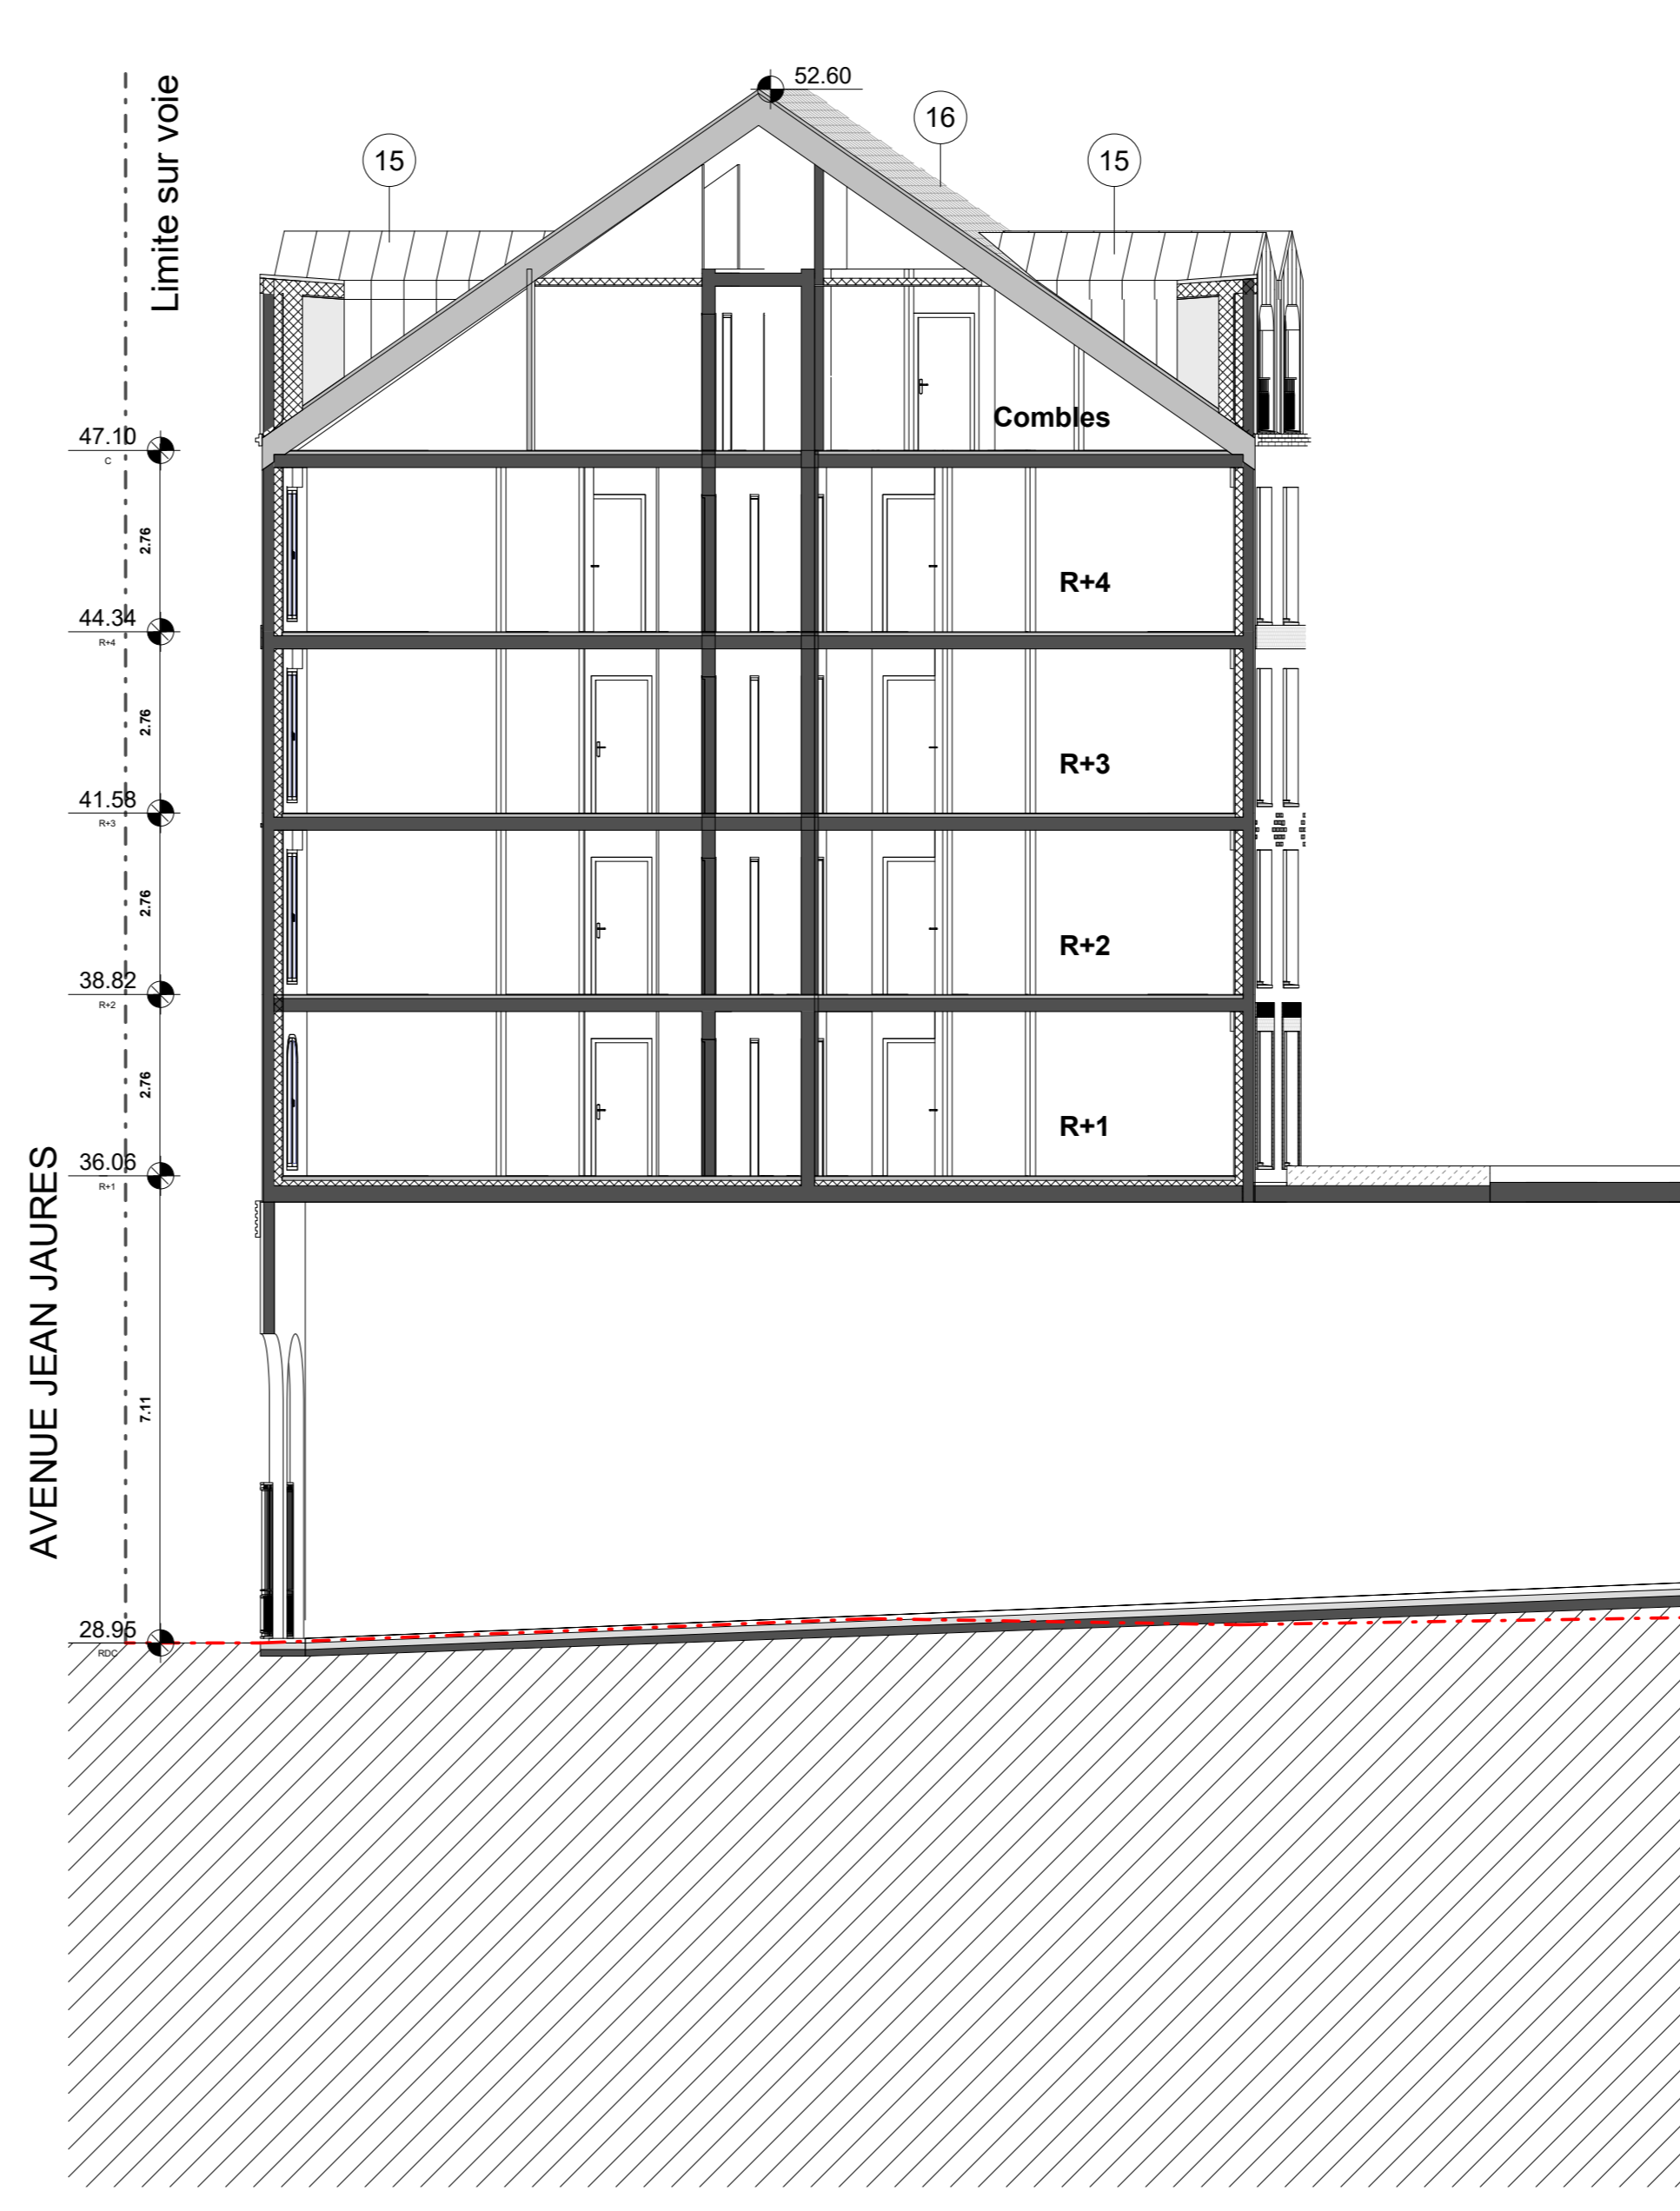 52.60
16
15
15
Limite sur voie
Combles
47.10
C
2.76
R+4
44.34
R+4
2.76
R+3
41.58
R+3
2.76
R+2
38.82
R+2
2.76
R+1
36.06
R+1
AVENUE JEAN JAURES
7.11
28.95
RDC